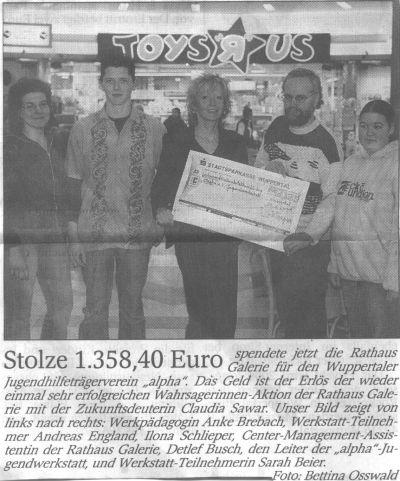 TOYS "R" US
STADTSPARKASSE WUPPERTAL
Stolze 1.358,40 Euro spendete jetzt die Rathaus
Galerie für den Wuppertaler
Jugendhilfeträgerverein „alpha". Das Geld ist der Erlös der wieder
einmal sehr erfolgreichen Wahrsagerinnen-Aktion der Rathaus Gale-
rie mit der Zukunftsdeuterin Claudia Sawar. Unser Bild zeigt von
links nach rechts: Werkpädagogin Anke Brebach, Werkstatt-Teilneh-
mer Andreas England, Ilona Schlieper, Center-Management-Assis-
tentin der Rathaus Galerie, Detlef Busch, den Leiter der „alpha"-Ju-
gendwerkstatt, und Werkstatt-Teilnehmerin Sarah Beier.
Foto: Bettina Osswald